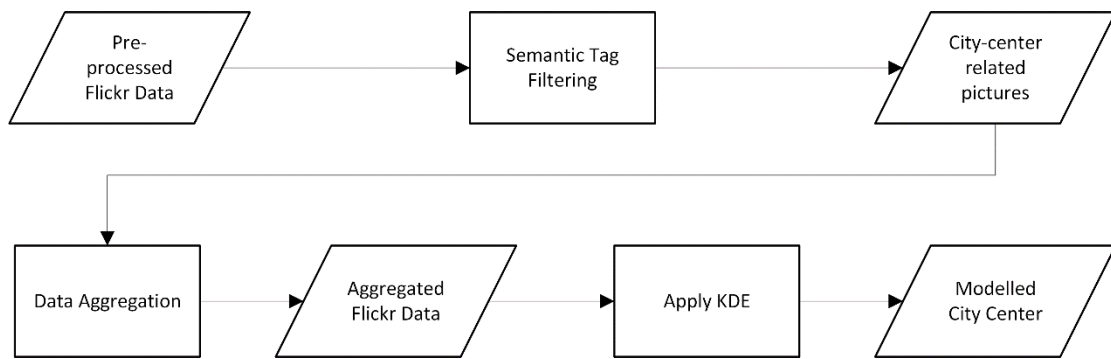 Pre-
processed
Flickr Data
Semantic Tag
Filtering
City-center
related
pictures
Data Aggregation
Aggregated
Flickr Data
Apply KDE
Modelled
City Center